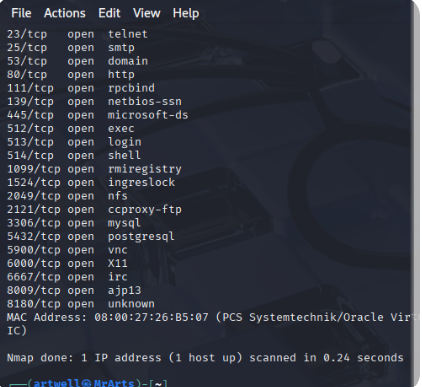 File Actions Edit View Help
23/tcp open telnet
25/tcp open smtp
53/tcp open domain
80/tcp open http
111/tcp open rpcbind
139/tcp open netbios-ssn
445/tcp open microsoft-ds
512/tcp open exec
513/tcp open login
514/tcp open shell
1099/tcp open rmiregistry
1524/tcp open ingreslock
2049/tcp open nfs
2121/tcp open ccproxy-ftp
3306/tcp open mysql
5432/tcp open postgresql
5900/tcp open vnc
6000/tcp open X11
6667/tcp open irc
8009/tcp open ajp13
8180/tcp open unknown
MAC Address: 08:00:27:26:B5:07 (PCS Systemtechnik/Oracle Virt
IC)
Nmap done: 1 IP address (1 host up) scanned in 0.24 seconds
(artwell㉿MrArts)-[~]